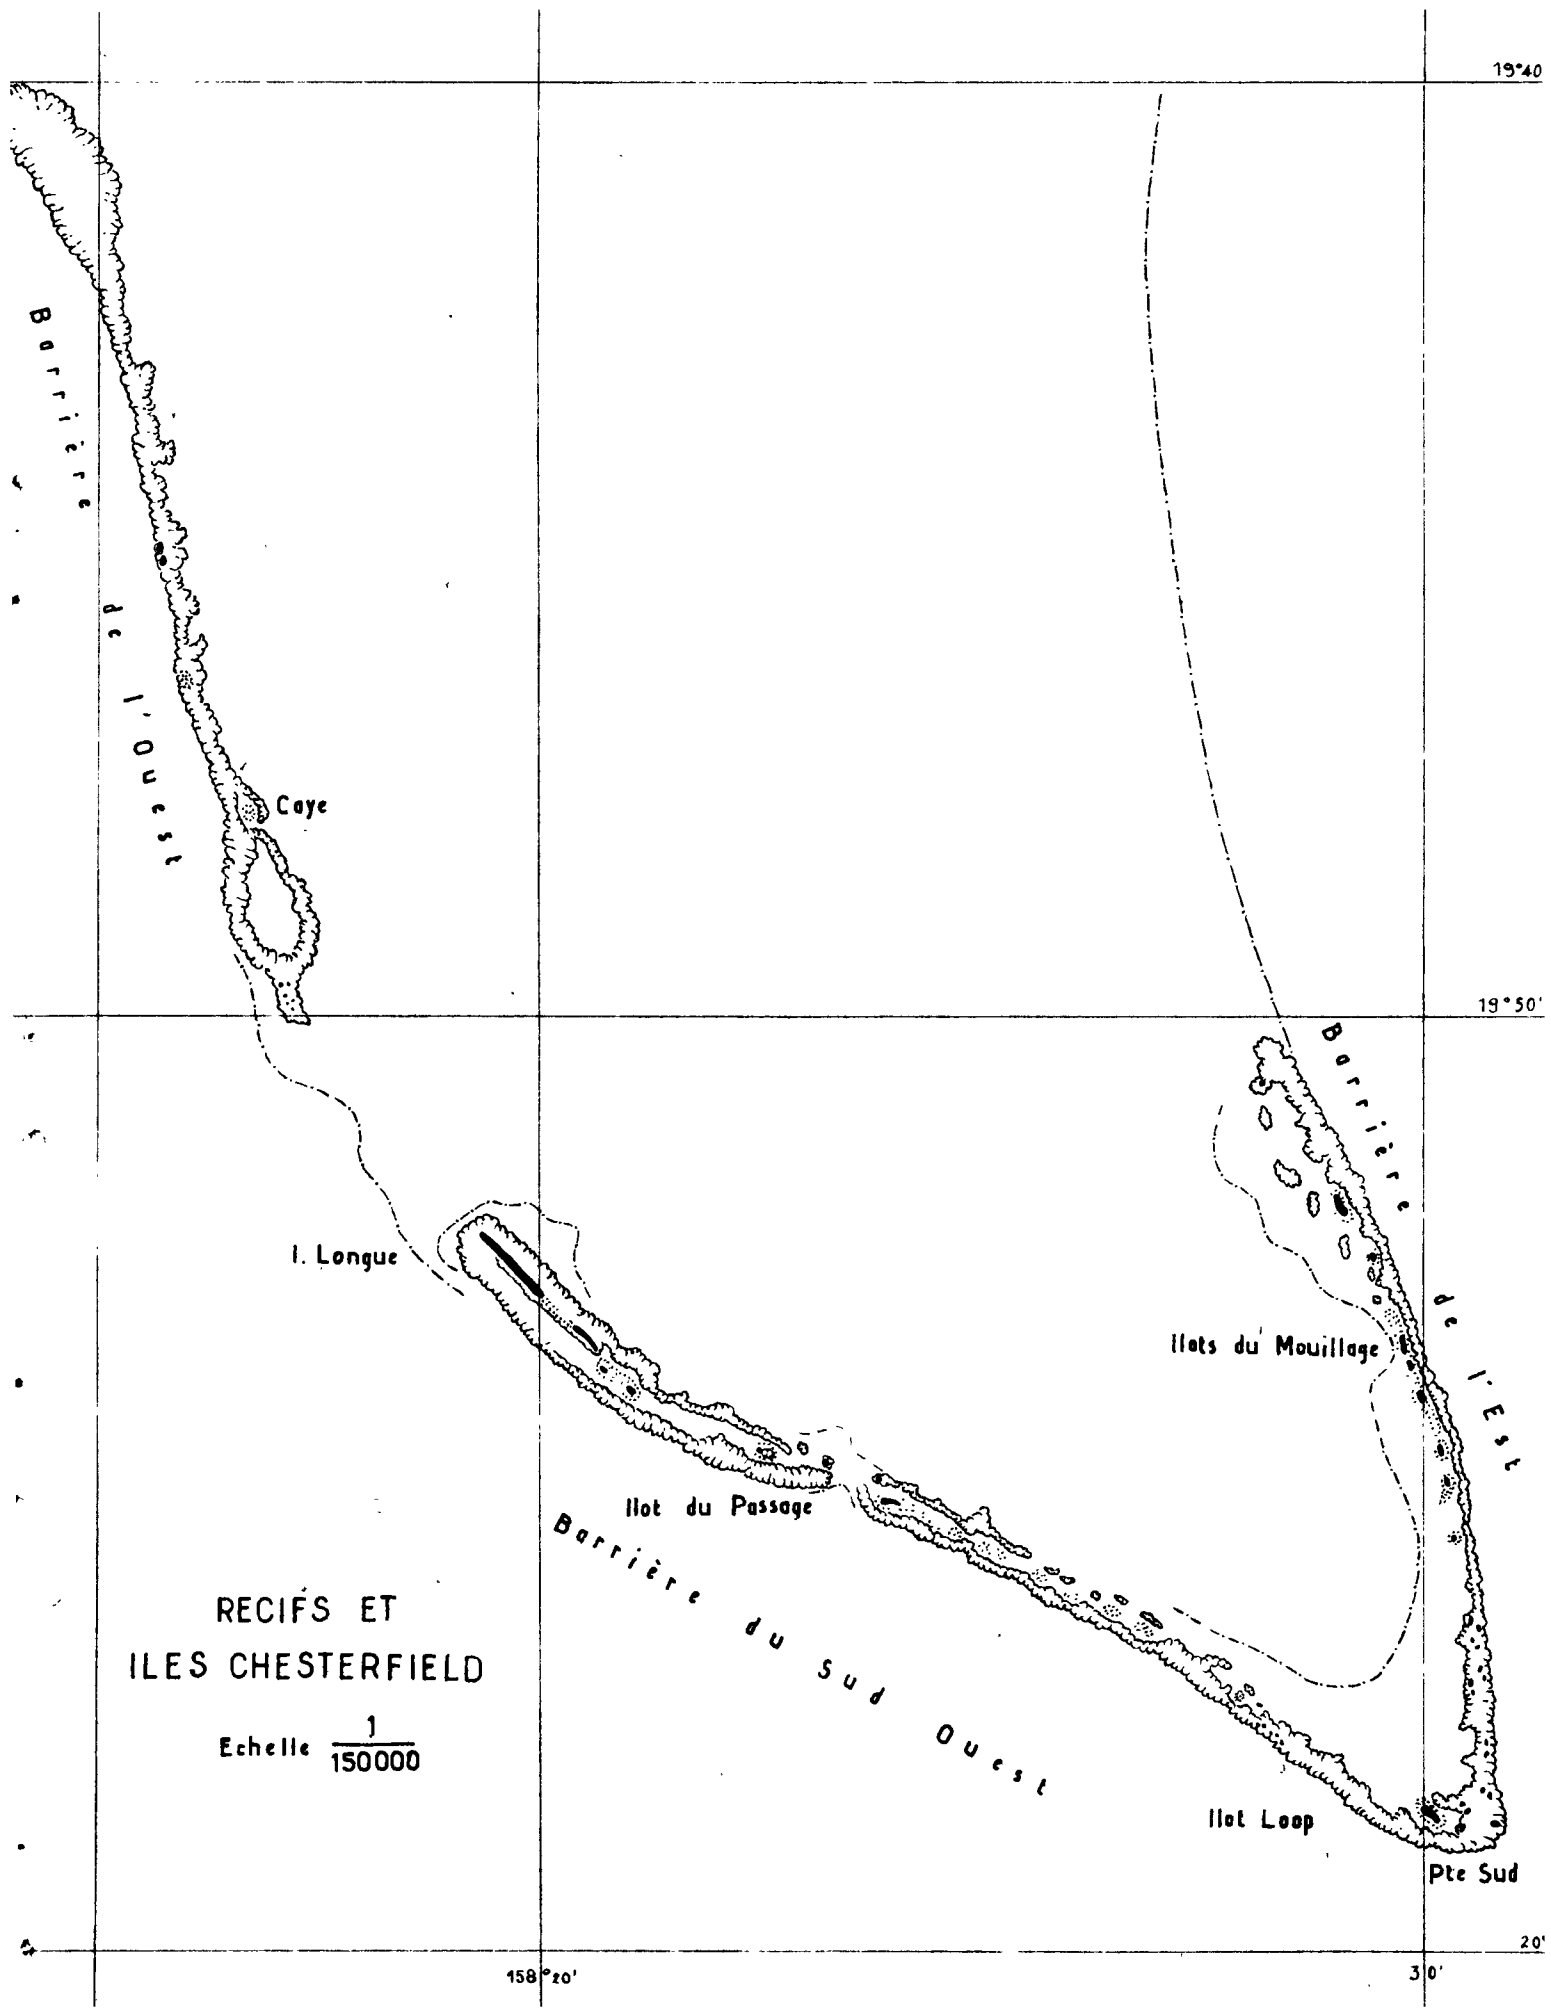 19°40
Barrière de l'Ouest
Caye
19°50'
Barrière de l'Est
I. Longue
Ilots du Mouillage
Ilot du Passage
Barrière du Sud Ouest
RECIFS ET
ILES CHESTERFIELD
Echelle 1/150000
Ilot Loop
Pte Sud
20°
158°20'
30'